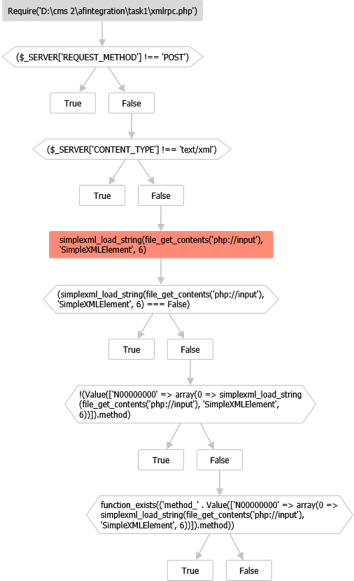 Require('D:\cms 2\afintegration\task1\xmlrpc.php')
($_SERVER['REQUEST_METHOD'] !== 'POST')
True
False
($_SERVER['CONTENT_TYPE'] !== 'text/xml')
True
False
simplexml_load_string(file_get_contents('php://input'),
'SimpleXMLElement', 6)
(simplexml_load_string(file_get_contents('php://input'),
'SimpleXMLElement', 6) === False)
True
False
!(Value(['N00000000' => array(0 => simplexml_load_string
(file_get_contents('php://input'), 'SimpleXMLElement',
6))]).method)
True
False
function_exists(('method_' . Value(['N00000000' => array(0 =>
simplexml_load_string(file_get_contents('php://input'),
'SimpleXMLElement', 6))]).method))
True
False